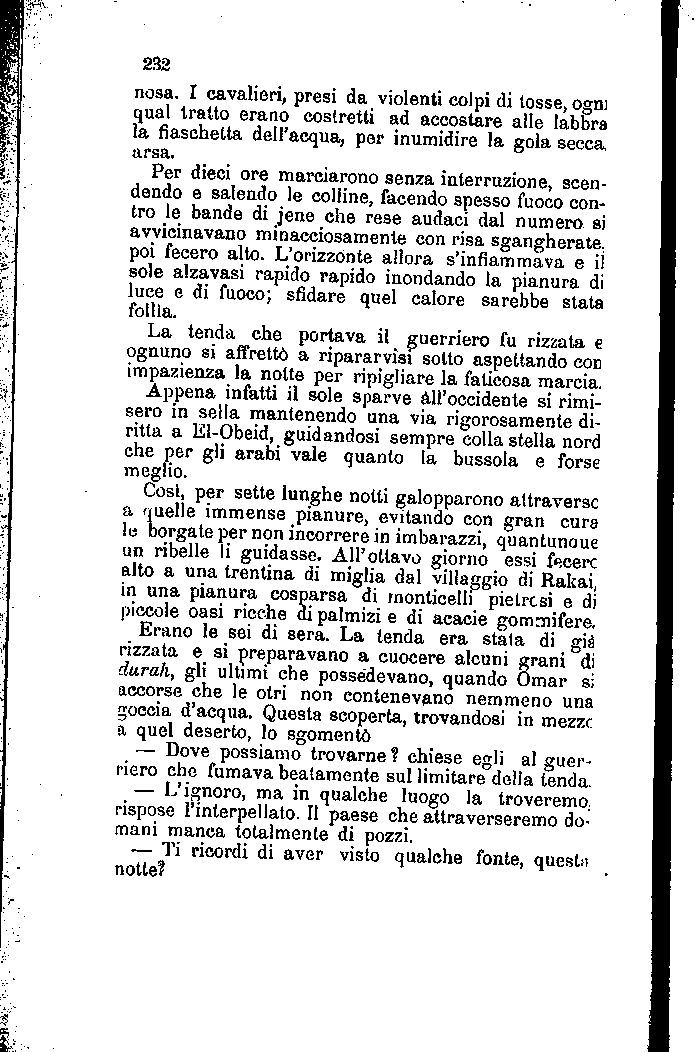 232
nosa. I cavalieri, presi da violenti colpi di tosse, ogni
qual tratto erano costretti ad accostare alle labbra
la fiaschetta dell'acqua, per inumidire la gola secca,
arsa.
Per dieci ore marciarono senza interruzione, scen-
dendo e salendo le colline, facendo spesso fuoco con-
tro le bande di jene che rese audaci dal numero si
avvicinavano minacciosamente con risa sgangherate,
poi fecero alto. L'orizzonte allora s'infiammava e il
sole alzavasi rapido rapido inondando la pianura di
luce e di fuoco; sfidare quel calore sarebbe stata
follia.
La tenda che portava il guerriero fu rizzata e
ognuno si affrettò a ripararvisi sotto aspettando con
impazienza la notte per ripigliare la faticosa marcia.
Appena infatti il sole sparve all'occidente si rimi-
sero in sella mantenendo una via rigorosamente di-
ritta a El-Obeid, guidandosi sempre colla stella nord
che per gli arabi vale quanto la bussola e forse
meglio.
Così, per sette lunghe notti galopparono attraverso
a quelle immense pianure, evitando con gran cura
le borgate per non incorrere in imbarazzi, quantunque
un ribelle li guidasse. All'ottavo giorno essi fecero
alto a una trentina di miglia dal villaggio di Rakai,
in una pianura cosparsa di monticelli pietrosi e di
piccole oasi ricche di palmizi e di acacie gommifere.
Erano le sei di sera. La tenda era stata di già
rizzata e si preparavano a cuocere alcuni grani di
durah, gli ultimi che possedevano, quando Omar si
accorse che le otri non contenevano nemmeno una
goccia d'acqua. Questa scoperta, trovandosi in mezzo
a quel deserto, lo sgomentò
— Dove possiamo trovarne? chiese egli al guer-
riero che fumava beatamente sul limitare della tenda.
— L'ignoro, ma in qualche luogo la troveremo,
rispose l'interpellato. Il paese che attraverseremo do-
mani manca totalmente di pozzi.
— Ti ricordi di aver visto qualche fonte, questa
notte?